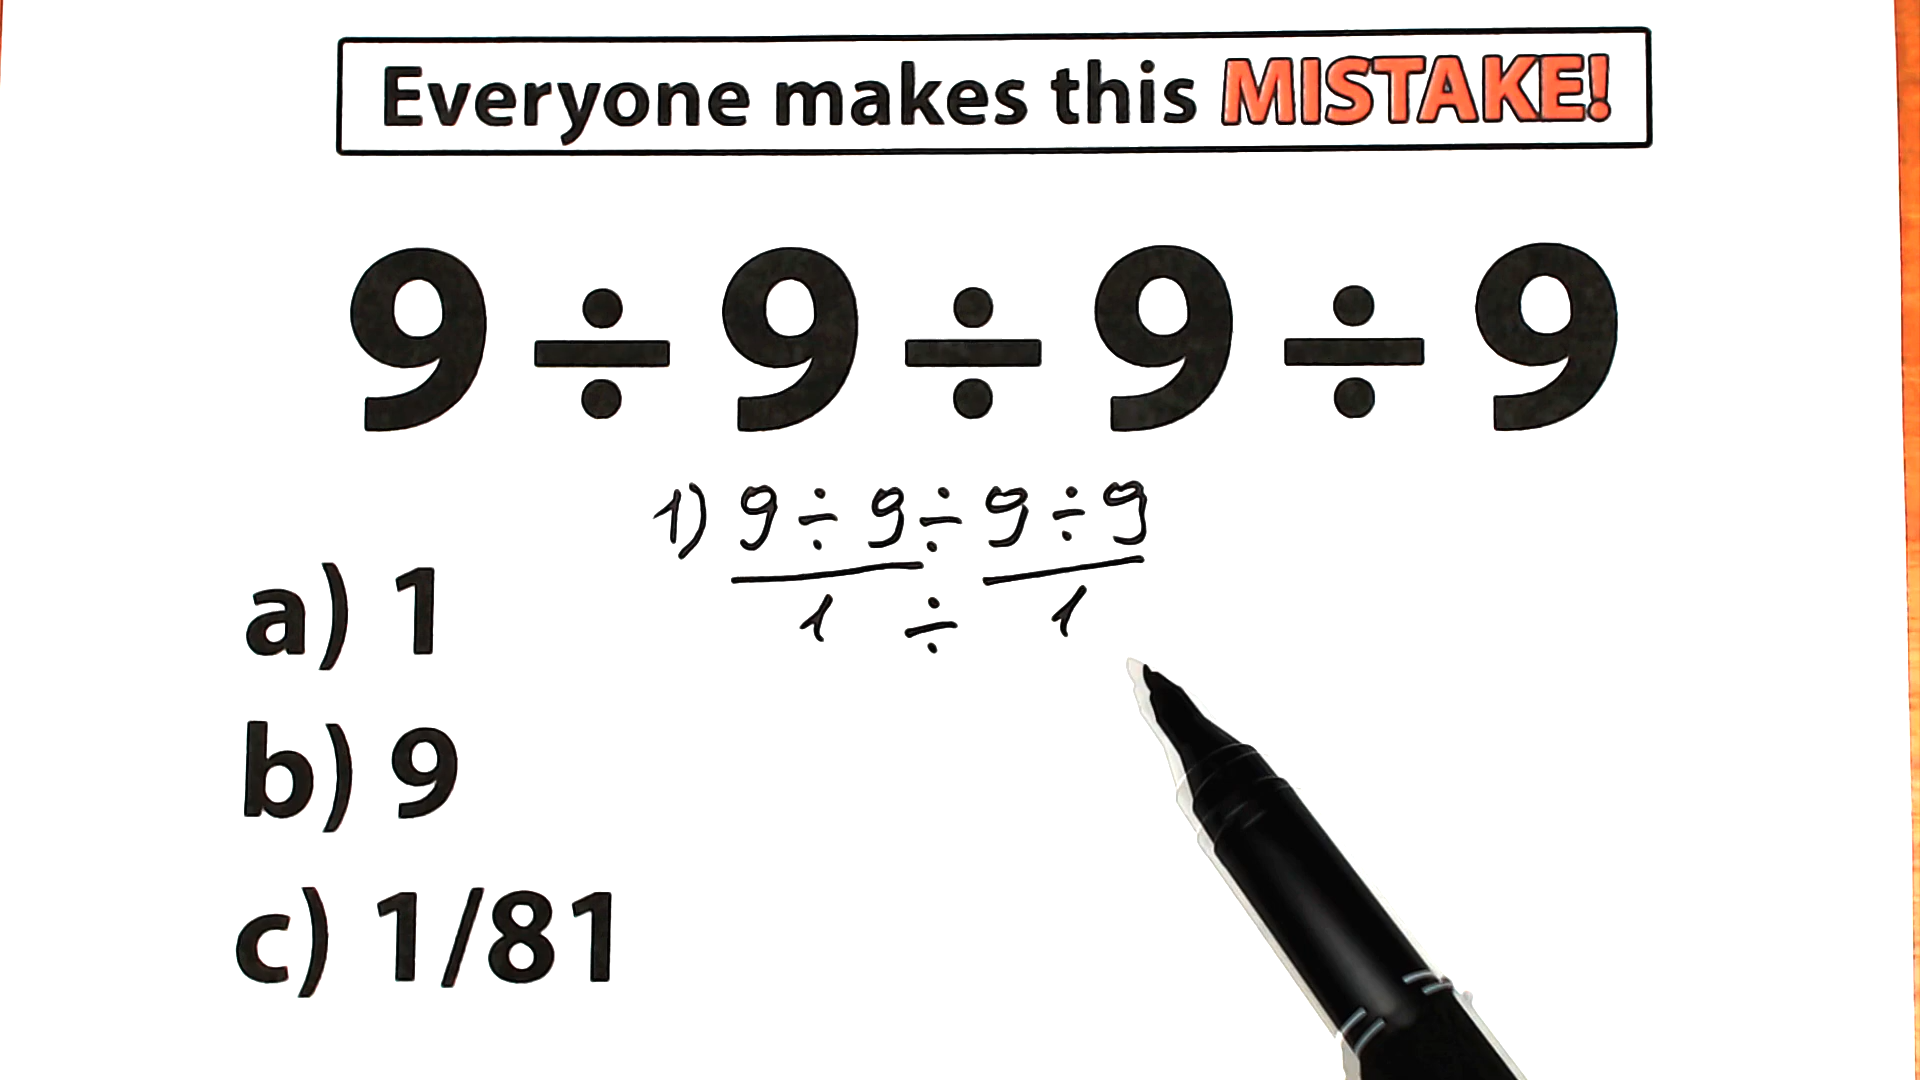 Everyone makes this MISTAKE!
9÷9÷9÷9
1) 9÷9÷9÷9
1 ÷ 1
a) 1
b) 9
c) 1/81